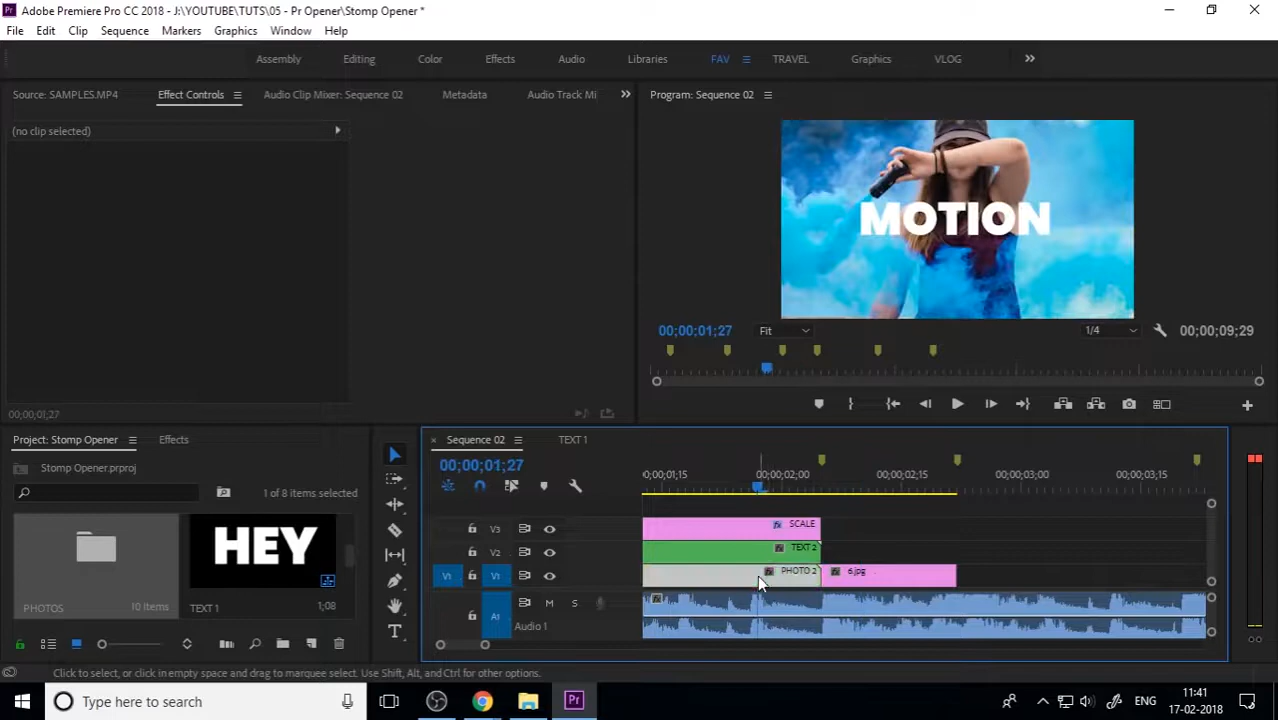 Pr Adobe Premiere Pro CC 2018 - J:\YOUTUBE\TUTS\05 - Pr Opener\Stomp Opener *
File Edit Clip Sequence Markers Graphics Window Help
Assembly Editing Color Effects Audio Libraries FAV TRAVEL Graphics VLOG
Source: SAMPLES.MP4 Effect Controls Audio Clip Mixer: Sequence 02 Metadata Audio Track Mi
Program: Sequence 02
(no clip selected)
MOTION
00;00;01;27 Fit 1/4 00;00;09;29
00;00;01;27
Project: Stomp Opener Effects
Stomp Opener.prproj
1 of 8 items selected
HEY
PHOTOS 10 items TEXT 1 1;08
× Sequence 02 TEXT 1
00;00;01;27
00;00;01;15 00;00;02;00 00;00;02;15 00;00;03;00 00;00;03;15
V3 SCALE
V2 TEXT 2
V1 V1 PHOTO 2 6.jpg
A1 M S
Audio 1
Click to select, or click in empty space and drag to marquee select. Use Shift, Alt, and Ctrl for other options.
Type here to search
Pr
ENG
11:41
17-02-2018